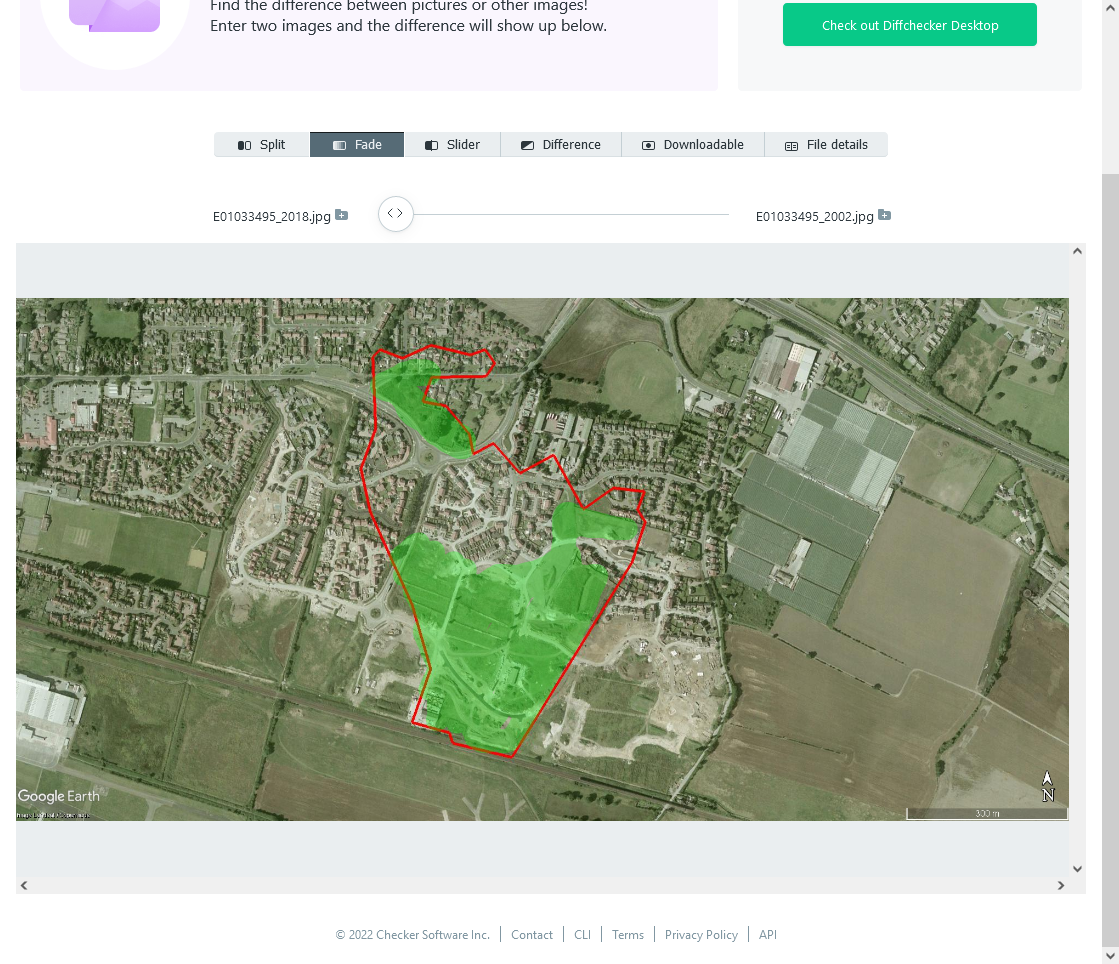 Find the difference between pictures or other images!
Enter two images and the difference will show up below.
Check out Diffchecker Desktop
Split
Fade
Slider
Difference
Downloadable
File details
E01033495_2018.jpg
E01033495_2002.jpg
Google Earth
N
300 m
© 2022 Checker Software Inc.
Contact
CLI
Terms
Privacy Policy
API